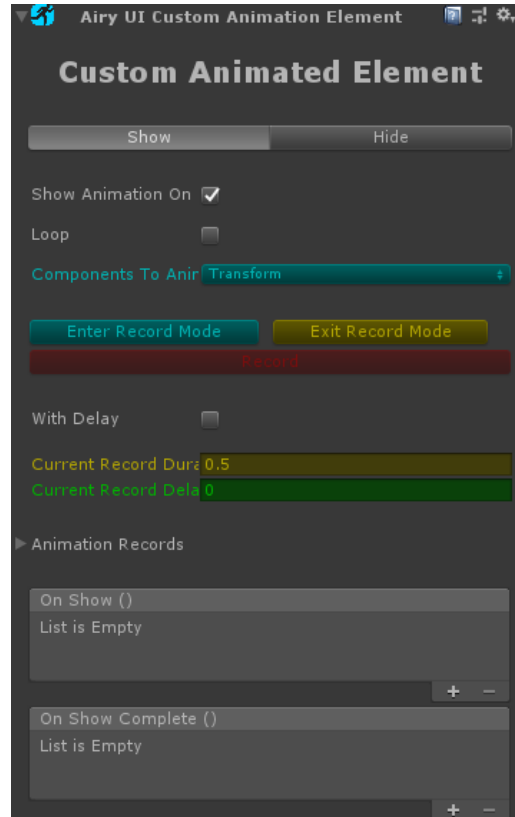 Airy UI Custom Animation Element
Custom Animated Element
Show Hide
Show Animation On
Loop
Components To Anir Transform
Enter Record Mode Exit Record Mode
Record
With Delay
Current Record Dura 0.5
Current Record Dela 0
Animation Records
On Show ()
List is Empty
+ −
On Show Complete ()
List is Empty
+ −